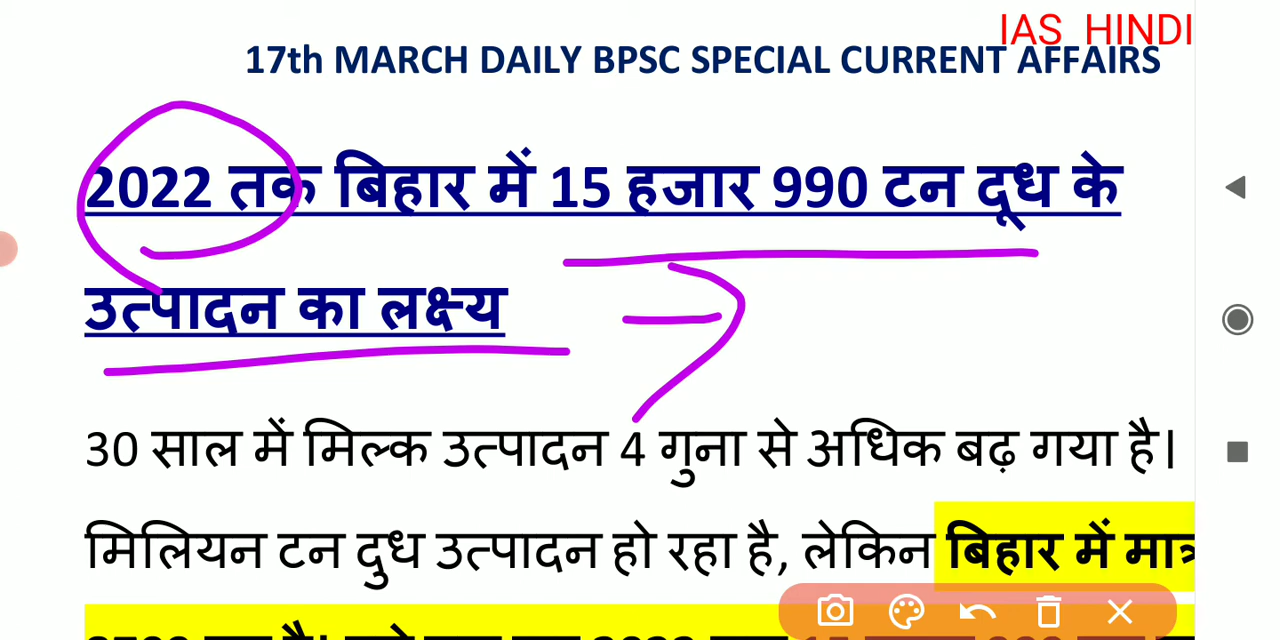 IAS HINDI
17th MARCH DAILY BPSC SPECIAL CURRENT AFFAIRS
2022 तक बिहार में 15 हजार 990 टन दूध के
उत्पादन का लक्ष्य
30 साल में मिल्क उत्पादन 4 गुना से अधिक बढ़ गया है।
मिलियन टन दुध उत्पादन हो रहा है, लेकिन बिहार में मात्र